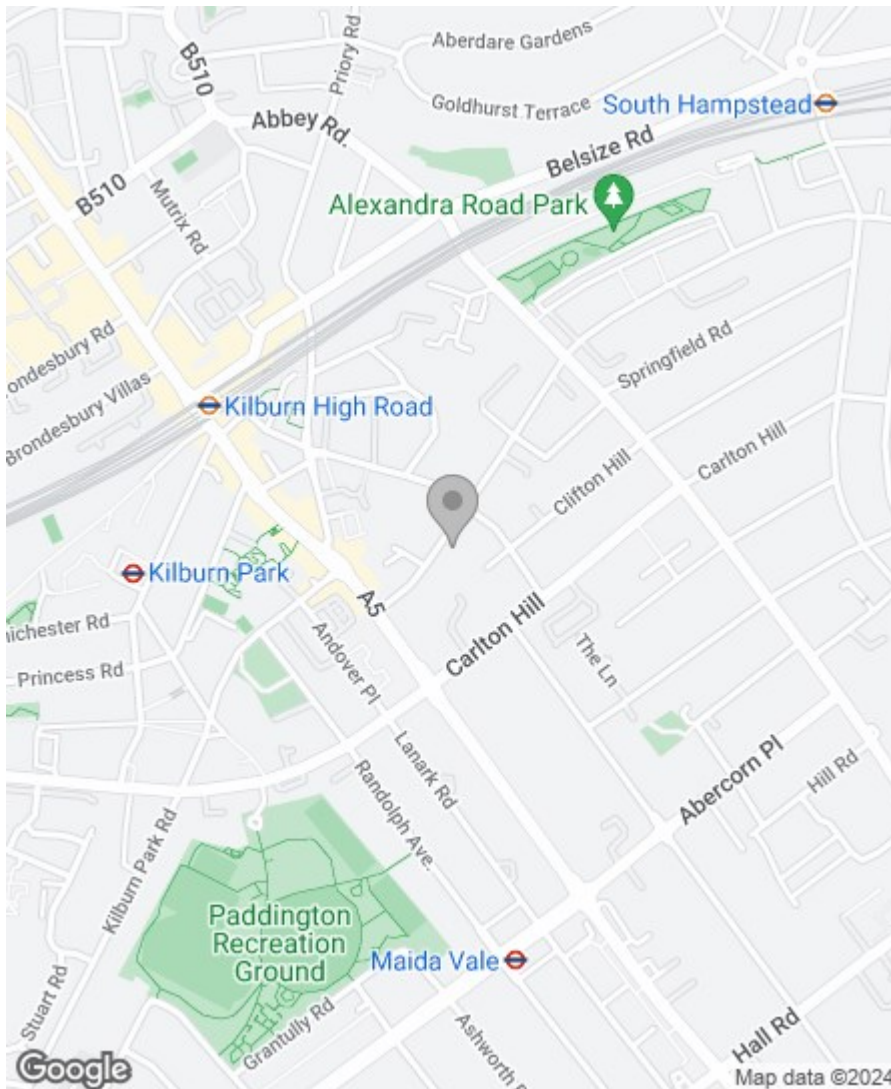 Aberdare Gardens
Priory Rd
B510
Goldhurst Terrace
South Hampstead
Abbey Rd.
Belsize Rd
B510
Mutrix Rd
Alexandra Road Park
Springfield Rd
ondesbury Rd
Brondesbury Villas
Kilburn High Road
Clifton Hill
Carlton Hill
Kilburn Park
A5
hichester Rd
Princess Rd
Andover Pl
Carlton Hill
The Ln
Lanark Rd
Randolph Ave.
Abercorn Pl
Hill Rd
Kilburn Park Rd
Paddington
Recreation
Ground
Maida Vale
Stuart Rd
Grantully Rd
Ashworth
Hall Rd
Google
Map data ©2024